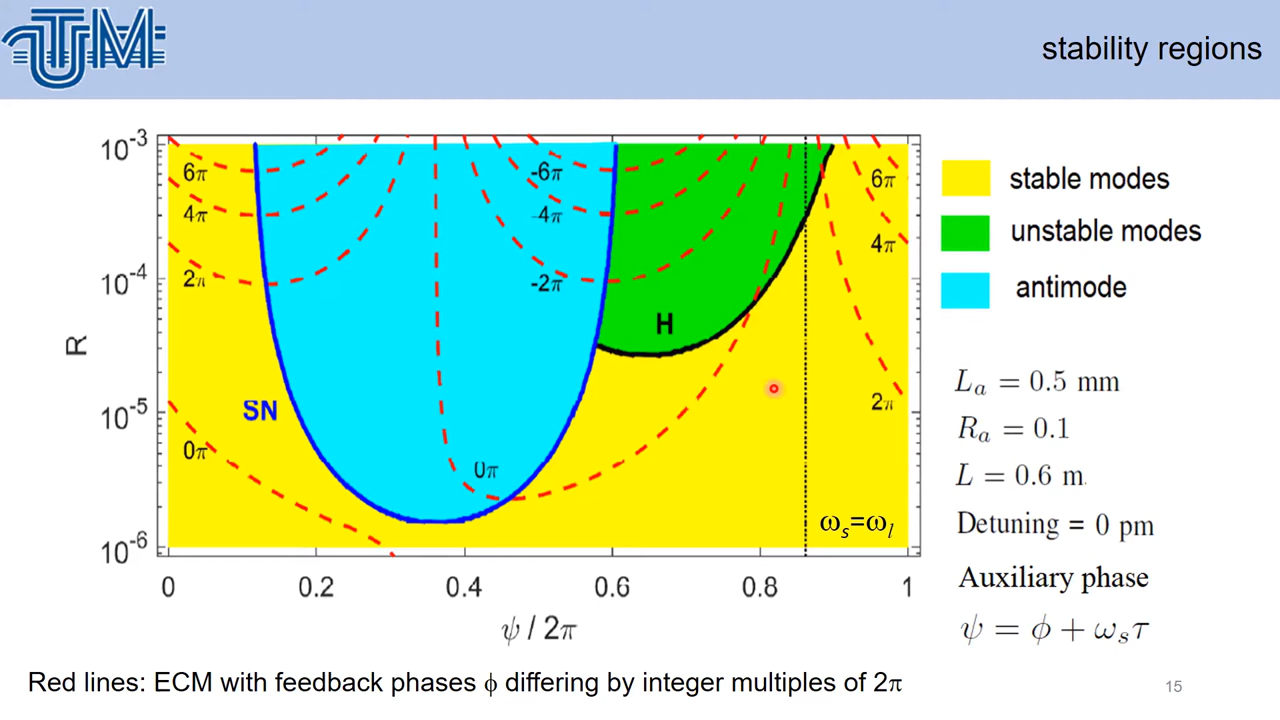 UTM
stability regions
10⁻³
10⁻⁴
10⁻⁵
10⁻⁶
R
6π
4π
2π
0π
SN
-6π
-4π
-2π
0π
H
6π
4π
2π
ωₛ=ωₗ
0 0.2 0.4 0.6 0.8 1
ψ / 2π
stable modes
unstable modes
antimode
Lₐ = 0.5 mm
Rₐ = 0.1
L = 0.6 m
Detuning = 0 pm
Auxiliary phase
ψ = ϕ + ωₛτ
Red lines: ECM with feedback phases ϕ differing by integer multiples of 2π
15